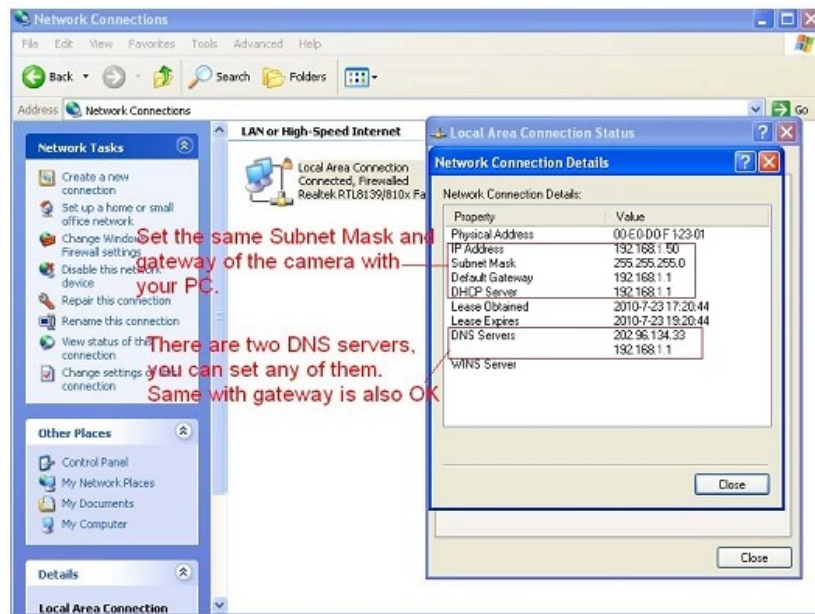 Network Connections
File Edit View Favorites Tools Advanced Help
Back Search Folders
Address Network Connections Go
Network Tasks
Create a new
connection
Set up a home or small
office network
Change Windows
Firewall settings
Disable this network
device
Repair this connection
Rename this connection
View status of this
connection
Change settings of this
connection
Other Places
Control Panel
My Network Places
My Documents
My Computer
Details
Local Area Connection
LAN or High-Speed Internet
Local Area Connection
Connected, Firewalled
Realtek RTL8139/810x Fa
Set the same Subnet Mask and
gateway of the camera with
your PC.
There are two DNS servers,
you can set any of them.
Same with gateway is also OK
Local Area Connection Status
Network Connection Details
Network Connection Details:
Property Value
Physical Address 00-E0-D0-F1-23-01
IP Address 192.168.1.50
Subnet Mask 255.255.255.0
Default Gateway 192.168.1.1
DHCP Server 192.168.1.1
Lease Obtained 2010-7-23 17:20:44
Lease Expires 2010-7-23 19:20:44
DNS Servers 202.96.134.33
192.168.1.1
WINS Server
Close
Close